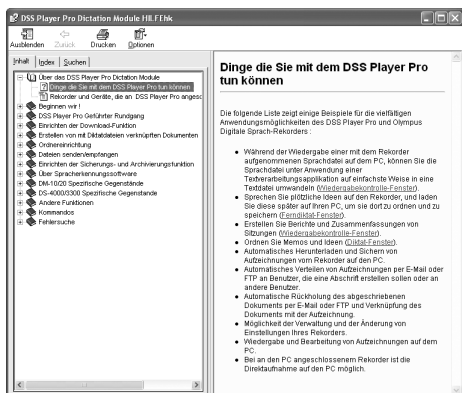 DSS Player Pro Dictation Module HILFEhk
Ausblenden Zurück Drucken Optionen
Inhalt Index Suchen
Über das DSS Player Pro Dictation Module
Dinge die Sie mit dem DSS Player Pro tun können
Rekorder und Geräte, die an DSS Player Pro angesc
Beginnen wir !
DSS Player Pro Geführter Rundgang
Einrichten der Download-Funktion
Erstellen von mit Diktatdateien verknüpften Dokumenten
Ordnereinrichtung
Dateien senden/empfangen
Einrichten der Sicherungs- und Archivierungsfunktion
Über Spracherkennungssoftware
DM-10/20 Spezifische Gegenstände
DS-4000/3300 Spezifische Gegenstände
Andere Funktionen
Kommandos
Fehlersuche
Dinge die Sie mit dem DSS Player Pro
tun können
Die folgende Liste zeigt einige Beispiele für die vielfältigen
Anwendungsmöglichkeiten des DSS Player Pro und Olympus
Digitale Sprach-Rekorders :
Während der Wiedergabe einer mit dem Rekorder
aufgenommenen Sprachdatei auf dem PC, können Sie die
Sprachdatei unter Anwendung einer
Textverarbeitungsapplikation auf einfachste Weise in eine
Textdatei umwandeln (Wiedergabekontrolle-Fenster).
Sprechen Sie plötzliche Ideen auf den Rekorder, und laden
Sie diese später auf Ihren PC, um sie dort zu ordnen und zu
speichern (Ferndiktat-Fenster).
Erstellen Sie Berichte und Zusammenfassungen von
Sitzungen (Wiedergabekontrolle-Fenster).
Ordnen Sie Memos und Ideen (Diktat-Fenster).
Automatisches Herunterladen und Sichern von
Aufzeichnungen vom Rekorder auf den PC.
Automatisches Verteilen von Aufzeichnungen per E-Mail oder
FTP an Benutzer, die eine Abschrift erstellen sollen oder an
andere Benutzer.
Automatische Rückholung des abgeschriebenen
Dokuments per E-Mail oder FTP und Verknüpfung des
Dokuments mit der Aufzeichnung.
Möglichkeit der Verwaltung und der Änderung von
Einstellungen Ihres Rekorders.
Wiedergabe und Bearbeitung von Aufzeichnungen auf dem
PC.
Bei an den PC angeschlossenem Rekorder ist die
Direktaufnahme auf den PC möglich.